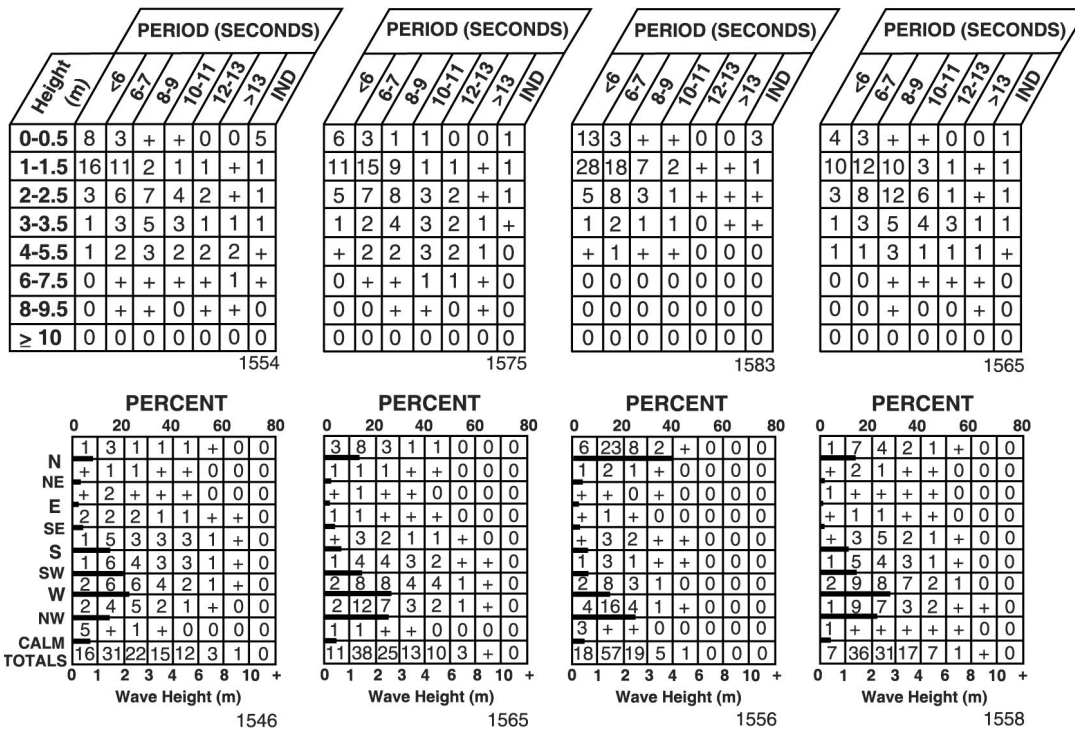 PERIOD (SECONDS) PERIOD (SECONDS) PERIOD (SECONDS) PERIOD (SECONDS)
Height (m) <6 6-7 8-9 10-11 12-13 >13 IND <6 6-7 8-9 10-11 12-13 >13 IND <6 6-7 8-9 10-11 12-13 >13 IND <6 6-7 8-9 10-11 12-13 >13 IND
0-0.5 8 3 + + 0 0 5 6 3 1 1 0 0 1 13 3 + + 0 0 3 4 3 + + 0 0 1
1-1.5 16 11 2 1 1 + 1 11 15 9 1 1 + 1 28 18 7 2 + + 1 10 12 10 3 1 + 1
2-2.5 3 6 7 4 2 + 1 5 7 8 3 2 + 1 5 8 3 1 + + + 3 8 12 6 1 + 1
3-3.5 1 3 5 3 1 1 1 1 2 4 3 2 1 + 1 2 1 1 0 + + 1 3 5 4 3 1 1
4-5.5 1 2 3 2 2 2 + + 2 2 3 2 1 0 + 1 + + 0 0 0 1 1 3 1 1 1 +
6-7.5 0 + + + + 1 + 0 + + 1 1 + 0 0 0 0 0 0 0 0 0 0 + + + + 0
8-9.5 0 + + 0 + + 0 0 0 + + 0 + 0 0 0 0 0 0 0 0 0 0 + 0 0 + 0
≥ 10 0 0 0 0 0 0 0 0 0 0 0 0 0 0 0 0 0 0 0 0 0 0 0 0 0 0 0 0
1554 1575 1583 1565
PERCENT PERCENT PERCENT PERCENT
0 20 40 60 80 0 20 40 60 80 0 20 40 60 80 0 20 40 60 80
N 1 3 1 1 1 + 0 0 3 8 3 1 1 0 0 0 6 23 8 2 + 0 0 0 1 7 4 2 1 + 0 0
NE + 1 1 + + 0 0 0 1 1 1 + + 0 0 0 1 2 1 + 0 0 0 0 + 2 1 + + 0 0 0
E + 2 + + + 0 0 0 + 1 + + 0 0 0 0 + + 0 + 0 0 0 0 1 + + + + 0 0 0
SE 2 2 2 1 1 + + 0 1 1 + + + 0 0 0 + 1 + 0 0 0 0 0 + 1 1 + + 0 0 0
S 1 5 3 3 3 1 + 0 + 3 2 1 1 + 0 0 + 3 2 + + 0 0 0 + 3 5 2 1 + 0 0
SW 1 6 4 3 3 1 + 0 1 4 4 3 2 + + 0 1 3 1 + 0 0 0 0 1 5 4 3 1 + 0 0
W 2 6 6 4 2 1 + 0 2 8 8 4 4 1 + 0 2 8 3 1 0 0 0 0 2 9 8 7 2 1 0 0
NW 2 4 5 2 1 + 0 0 2 12 7 3 2 1 + 0 4 16 4 1 + + 0 0 1 9 7 3 2 + + 0
CALM 5 + 1 + 0 0 0 0 1 1 + + 0 0 0 0 3 + + 0 0 0 0 0 1 + + + + + 0 0
TOTALS 16 31 22 15 12 3 1 0 11 38 25 13 10 3 + 0 18 57 19 5 1 0 0 0 7 36 31 17 7 1 + 0
0 1 2 3 4 6 8 10 + 0 1 2 3 4 6 8 10 + 0 1 2 3 4 6 8 10 + 0 1 2 3 4 6 8 10 +
Wave Height (m) Wave Height (m) Wave Height (m) Wave Height (m)
1546 1565 1556 1558